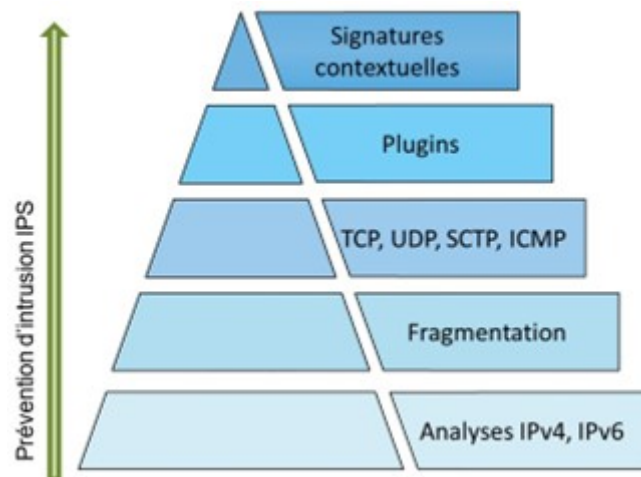 Prévention d'intrusion IPS
Signatures
contextuelles
Plugins
TCP, UDP, SCTP, ICMP
Fragmentation
Analyses IPv4, IPv6